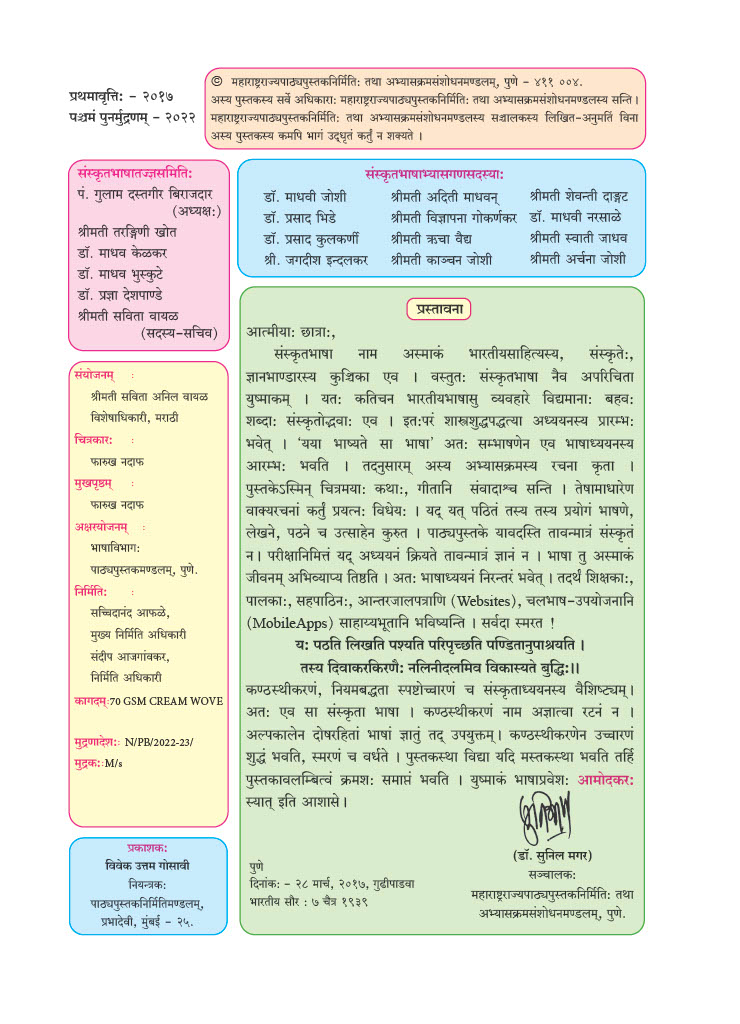 प्रथमावृत्ति: - २०१७
पञ्चमं पुनर्मुद्रणम् - २०२२
© महाराष्ट्रराज्यपाठ्यपुस्तकनिर्मिति: तथा अभ्यासक्रमसंशोधनमण्डलम्, पुणे - ४११ ००४.
अस्य पुस्तकस्य सर्वे अधिकारा: महाराष्ट्रराज्यपाठ्यपुस्तकनिर्मिति: तथा अभ्यासक्रमसंशोधनमण्डलस्य सन्ति ।
महाराष्ट्रराज्यपाठ्यपुस्तकनिर्मिति: तथा अभ्यासक्रमसंशोधनमण्डलस्य सञ्चालकस्य लिखित-अनुमतिं विना
अस्य पुस्तकस्य कमपि भागं उद्धृतं कर्तुं न शक्यते ।
संस्कृतभाषातज्ज्ञसमिति:
पं. गुलाम दस्तगीर बिराजदार
(अध्यक्ष:)
श्रीमती तरङ्गिणी खोत
डॉ. माधव केळकर
डॉ. माधव भुस्कुटे
डॉ. प्रज्ञा देशपाण्डे
श्रीमती सविता वायळ
(सदस्य-सचिव)
संस्कृतभाषाभ्यासगणसदस्या:
डॉ. माधवी जोशी श्रीमती अदिती माधवन् श्रीमती शेवन्ती दाङ्गट
डॉ. प्रसाद भिडे श्रीमती विज्ञापना गोकर्णकर डॉ. माधवी नरसाळे
डॉ. प्रसाद कुलकर्णी श्रीमती ऋचा वैद्य श्रीमती स्वाती जाधव
श्री. जगदीश इन्दलकर श्रीमती काञ्चन जोशी श्रीमती अर्चना जोशी
संयोजनम् :
श्रीमती सविता अनिल वायळ
विशेषाधिकारी, मराठी
चित्रकार: :
फारुख नदाफ
मुखपृष्ठम् :
फारुख नदाफ
अक्षरयोजनम् :
भाषाविभाग:
पाठ्यपुस्तकमण्डलम्, पुणे.
निर्मिति: :
सच्चिदानंद आफळे,
मुख्य निर्मिति अधिकारी
संदीप आजगांवकर,
निर्मिति अधिकारी
कागदम्:70 GSM CREAM WOVE
मुद्रणादेश:: N/PB/2022-23/
मुद्रक::M/s
प्रकाशक:
विवेक उत्तम गोसावी
नियन्त्रक:
पाठ्यपुस्तकनिर्मितिमण्डलम्,
प्रभादेवी, मुंबई - २५.
प्रस्तावना
आत्मीया: छात्रा:,
संस्कृतभाषा नाम अस्माकं भारतीयसाहित्यस्य, संस्कृते:,
ज्ञानभाण्डारस्य कुञ्चिका एव । वस्तुत: संस्कृतभाषा नैव अपरिचिता
युष्माकम् । यत: कतिचन भारतीयभाषासु व्यवहारे विद्यमाना: बहव:
शब्दा: संस्कृतोद्भवा: एव । इत:परं शास्त्रशुद्धपद्धत्या अध्ययनस्य प्रारम्भ:
भवेत् । 'यया भाष्यते सा भाषा' अत: सम्भाषणेन एव भाषाध्ययनस्य
आरम्भ: भवति । तदनुसारम् अस्य अभ्यासक्रमस्य रचना कृता ।
पुस्तकेऽस्मिन् चित्रमया: कथा:, गीतानि संवादाश्च सन्ति । तेषामाधारेण
वाक्यरचनां कर्तुं प्रयत्न: विधेय: । यद् यत् पठितं तस्य तस्य प्रयोगं भाषणे,
लेखने, पठने च उत्साहेन कुरुत । पाठ्यपुस्तके यावदस्ति तावन्मात्रं संस्कृतं
न। परीक्षानिमित्तं यद् अध्ययनं क्रियते तावन्मात्रं ज्ञानं न । भाषा तु अस्माकं
जीवनम् अभिव्याप्य तिष्ठति । अत: भाषाध्ययनं निरन्तरं भवेत् । तदर्थं शिक्षका:,
पालका:, सहपाठिन:, आन्तरजालपत्राणि (Websites), चलभाष-उपयोजनानि
(MobileApps) साहाय्यभूतानि भविष्यन्ति । सर्वदा स्मरत !
य: पठति लिखति पश्यति परिपृच्छति पण्डितानुपाश्रयति ।
तस्य दिवाकरकिरणै: नलिनीदलमिव विकास्यते बुद्धि:।।
कण्ठस्थीकरणं, नियमबद्धता स्पष्टोच्चारणं च संस्कृताध्ययनस्य वैशिष्ट्यम्।
अत: एव सा संस्कृता भाषा । कण्ठस्थीकरणं नाम अज्ञात्वा रटनं न ।
अल्पकालेन दोषरहितां भाषां ज्ञातुं तद् उपयुक्तम्। कण्ठस्थीकरणेन उच्चारणं
शुद्धं भवति, स्मरणं च वर्धते । पुस्तकस्था विद्या यदि मस्तकस्था भवति तर्हि
पुस्तकावलम्बित्वं क्रमश: समाप्तं भवति । युष्माकं भाषाप्रवेश: आमोदकर:
स्यात् इति आशासे।
(डॉ. सुनिल मगर)
सञ्चालक:
महाराष्ट्रराज्यपाठ्यपुस्तकनिर्मिति: तथा
अभ्यासक्रमसंशोधनमण्डलम्, पुणे.
पुणे
दिनांक: - २८ मार्च, २०१७, गुढीपाडवा
भारतीय सौर : ७ चैत्र १९३९